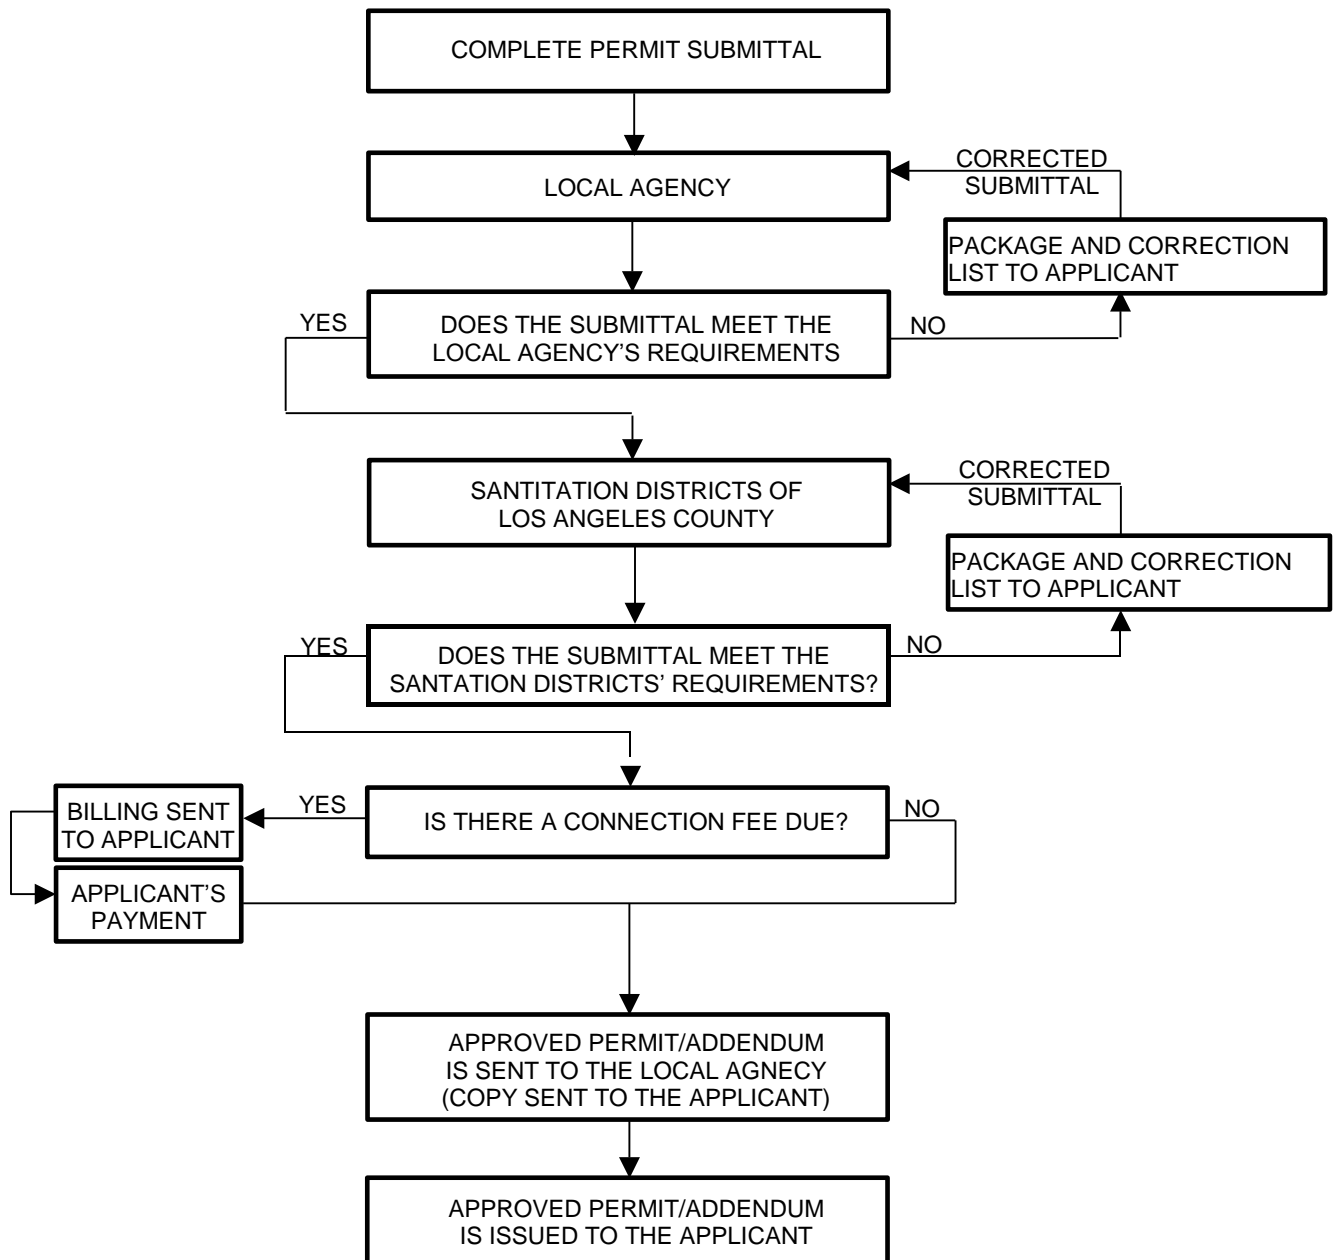 COMPLETE PERMIT SUBMITTAL
LOCAL AGENCY
CORRECTED
SUBMITTAL
PACKAGE AND CORRECTION
LIST TO APPLICANT
YES
DOES THE SUBMITTAL MEET THE
LOCAL AGENCY’S REQUIREMENTS
NO
SANTITATION DISTRICTS OF
LOS ANGELES COUNTY
CORRECTED
SUBMITTAL
PACKAGE AND CORRECTION
LIST TO APPLICANT
YES
DOES THE SUBMITTAL MEET THE
SANTATION DISTRICTS’ REQUIREMENTS?
NO
BILLING SENT
TO APPLICANT
YES
IS THERE A CONNECTION FEE DUE?
NO
APPLICANT’S
PAYMENT
APPROVED PERMIT/ADDENDUM
IS SENT TO THE LOCAL AGNECY
(COPY SENT TO THE APPLICANT)
APPROVED PERMIT/ADDENDUM
IS ISSUED TO THE APPLICANT